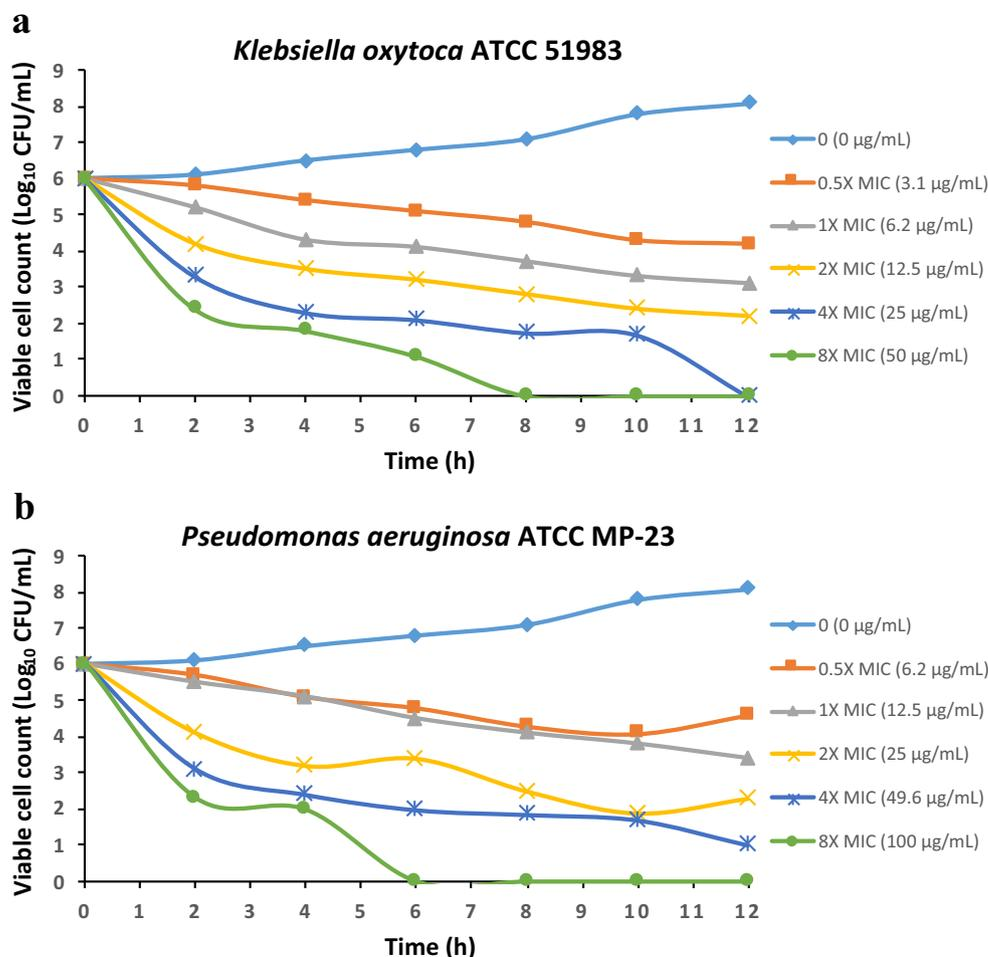 a
Klebsiella oxytoca ATCC 51983
Viable cell count (Log₁₀ CFU/mL)
9
8
7
6
5
4
3
2
1
0
0 1 2 3 4 5 6 7 8 9 10 11 12
Time (h)
0 (0 µg/mL)
0.5X MIC (3.1 µg/mL)
1X MIC (6.2 µg/mL)
2X MIC (12.5 µg/mL)
4X MIC (25 µg/mL)
8X MIC (50 µg/mL)
b
Pseudomonas aeruginosa ATCC MP-23
Viable cell count (Log₁₀ CFU/mL)
9
8
7
6
5
4
3
2
1
0
0 1 2 3 4 5 6 7 8 9 10 11 12
Time (h)
0 (0 µg/mL)
0.5X MIC (6.2 µg/mL)
1X MIC (12.5 µg/mL)
2X MIC (25 µg/mL)
4X MIC (49.6 µg/mL)
8X MIC (100 µg/mL)